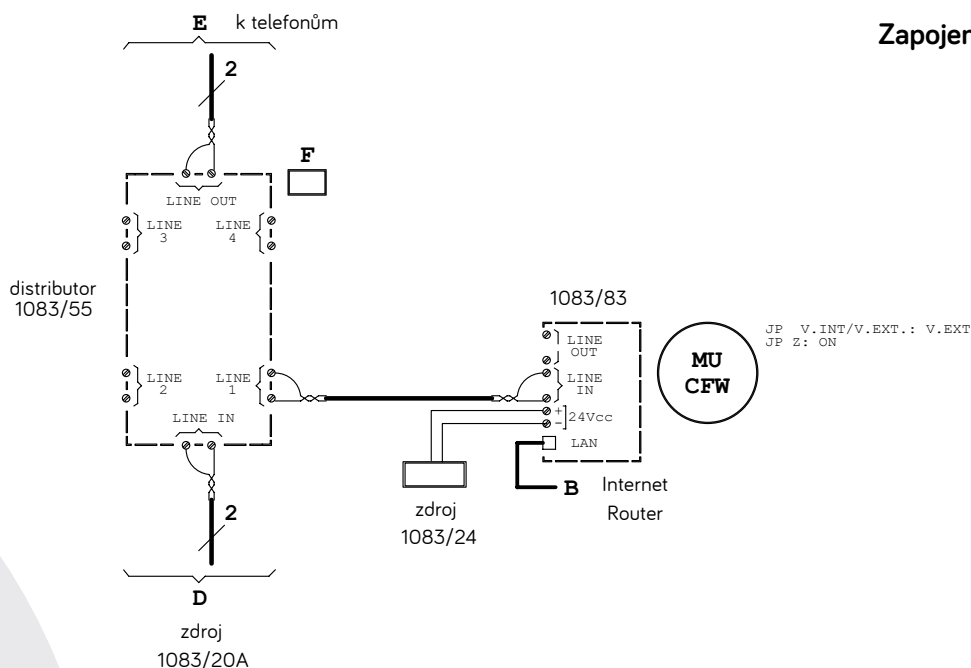 E k telefonům
Zapojen
2
F
LINE OUT
LINE
3
LINE
4
distributor
1083/55
1083/83
LINE
OUT
JP V.INT/V.EXT.: V.EXT
JP Z: ON
MU
CFW
LINE
2
LINE
1
LINE
IN
LINE IN
+
24Vcc
-
LAN
B
Internet
Router
zdroj
1083/24
2
D
zdroj
1083/20A